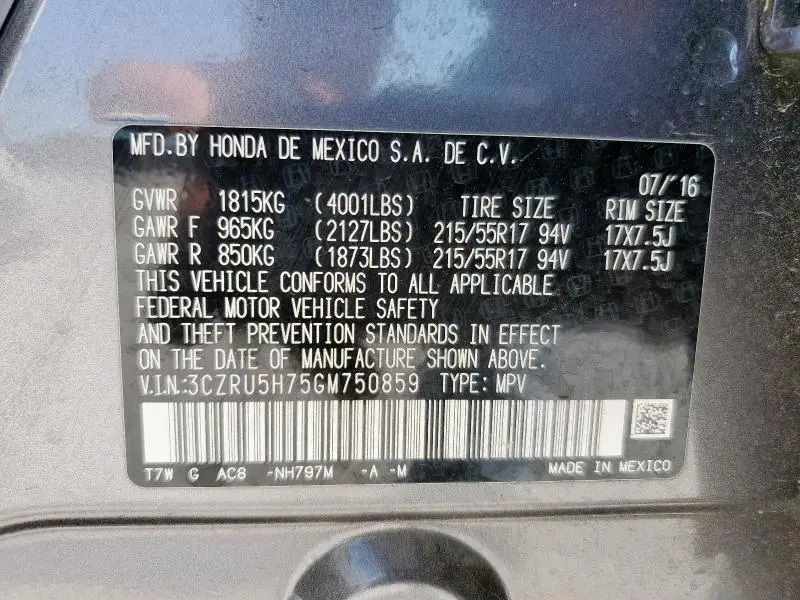 MFD.BY HONDA DE MEXICO S.A. DE C.V.
07/'16
GVWR 1815KG (4001LBS) TIRE SIZE RIM SIZE
GAWR F 965KG (2127LBS) 215/55R17 94V 17X7.5J
GAWR R 850KG (1873LBS) 215/55R17 94V 17X7.5J
THIS VEHICLE CONFORMS TO ALL APPLICABLE
FEDERAL MOTOR VEHICLE SAFETY
AND THEFT PREVENTION STANDARDS IN EFFECT
ON THE DATE OF MANUFACTURE SHOWN ABOVE.
V.I.N.:3CZRU5H75GM750859 TYPE: MPV
T7W G AC8 -NH797M -A -M MADE IN MEXICO